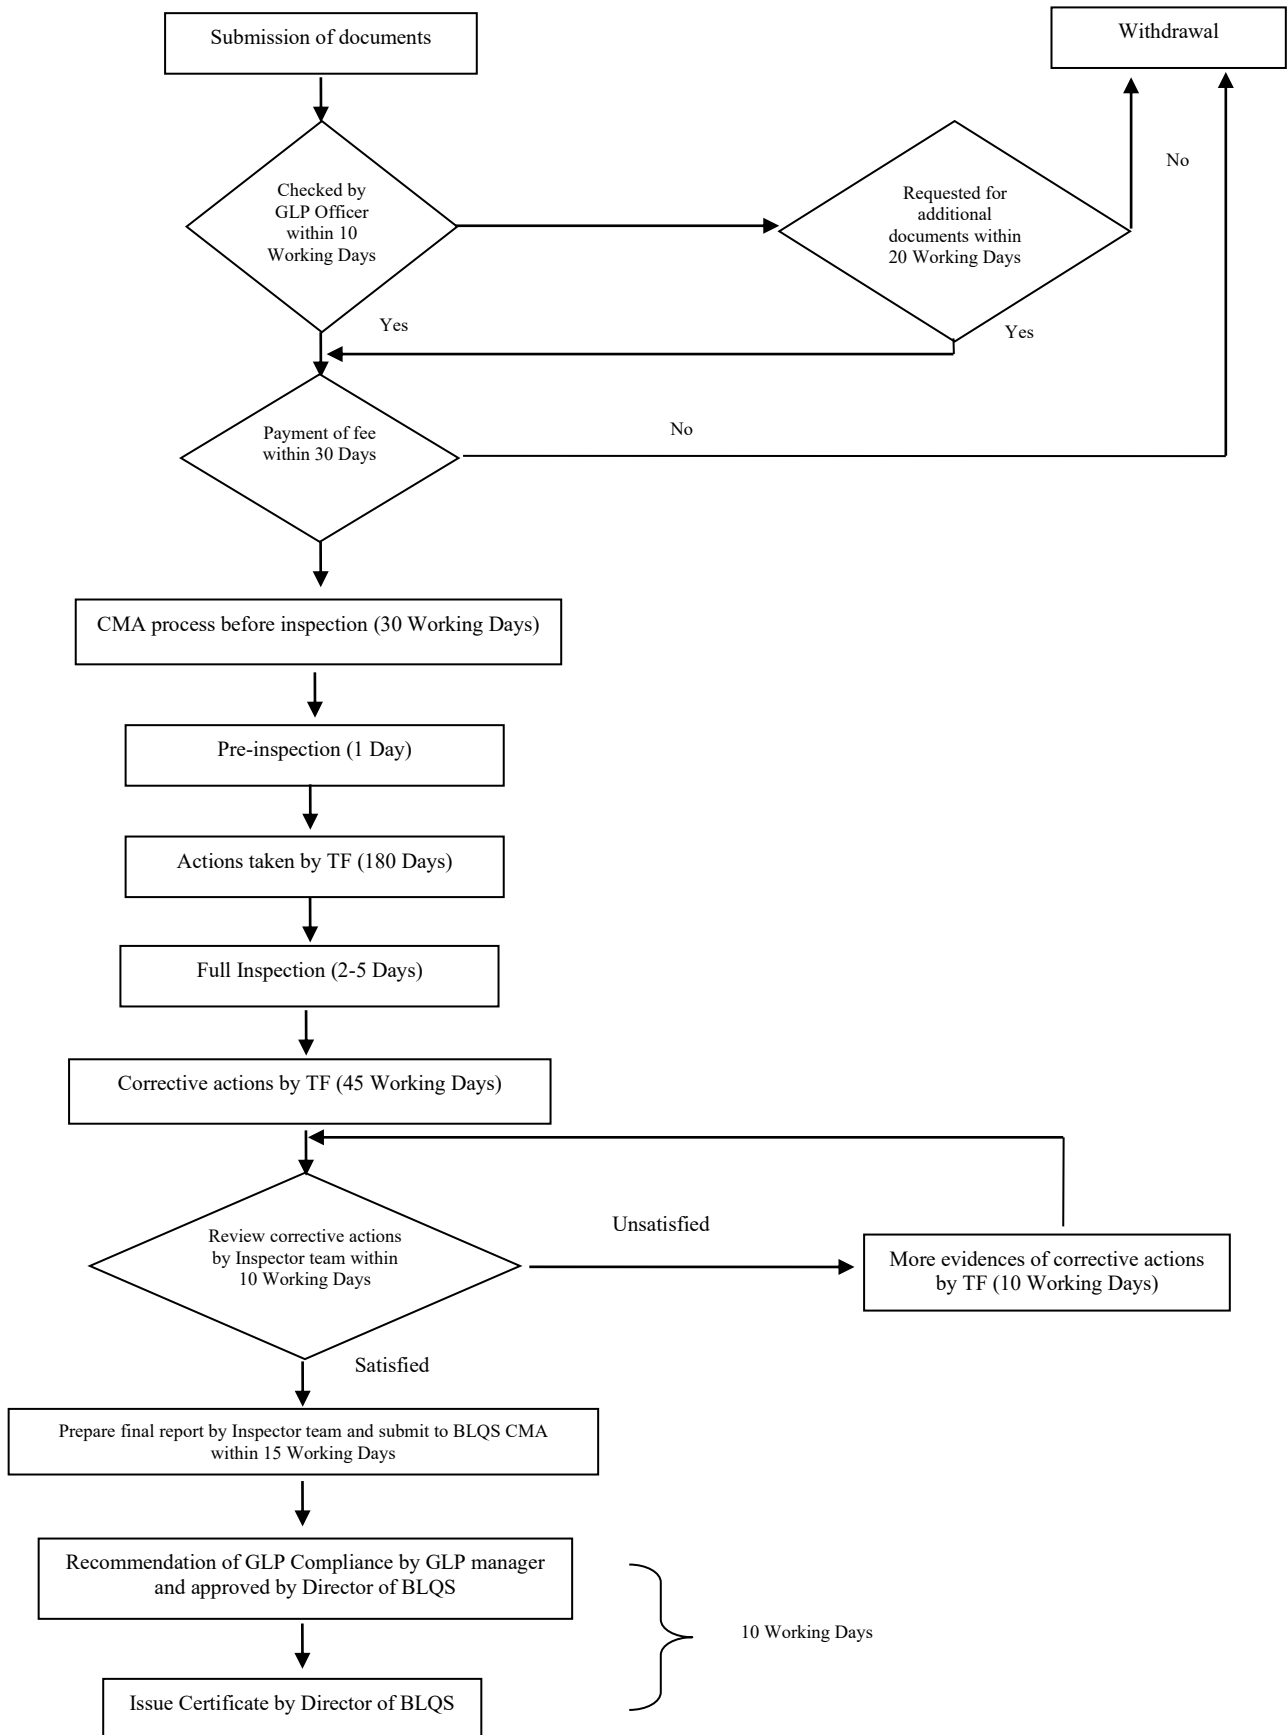 Submission of documents
Withdrawal
Checked by
GLP Officer
within 10
Working Days
Requested for
additional
documents within
20 Working Days
No
Yes
Yes
Payment of fee
within 30 Days
No
CMA process before inspection (30 Working Days)
Pre-inspection (1 Day)
Actions taken by TF (180 Days)
Full Inspection (2-5 Days)
Corrective actions by TF (45 Working Days)
Review corrective actions
by Inspector team within
10 Working Days
Unsatisfied
More evidences of corrective actions
by TF (10 Working Days)
Satisfied
Prepare final report by Inspector team and submit to BLQS CMA
within 15 Working Days
Recommendation of GLP Compliance by GLP manager
and approved by Director of BLQS
10 Working Days
Issue Certificate by Director of BLQS